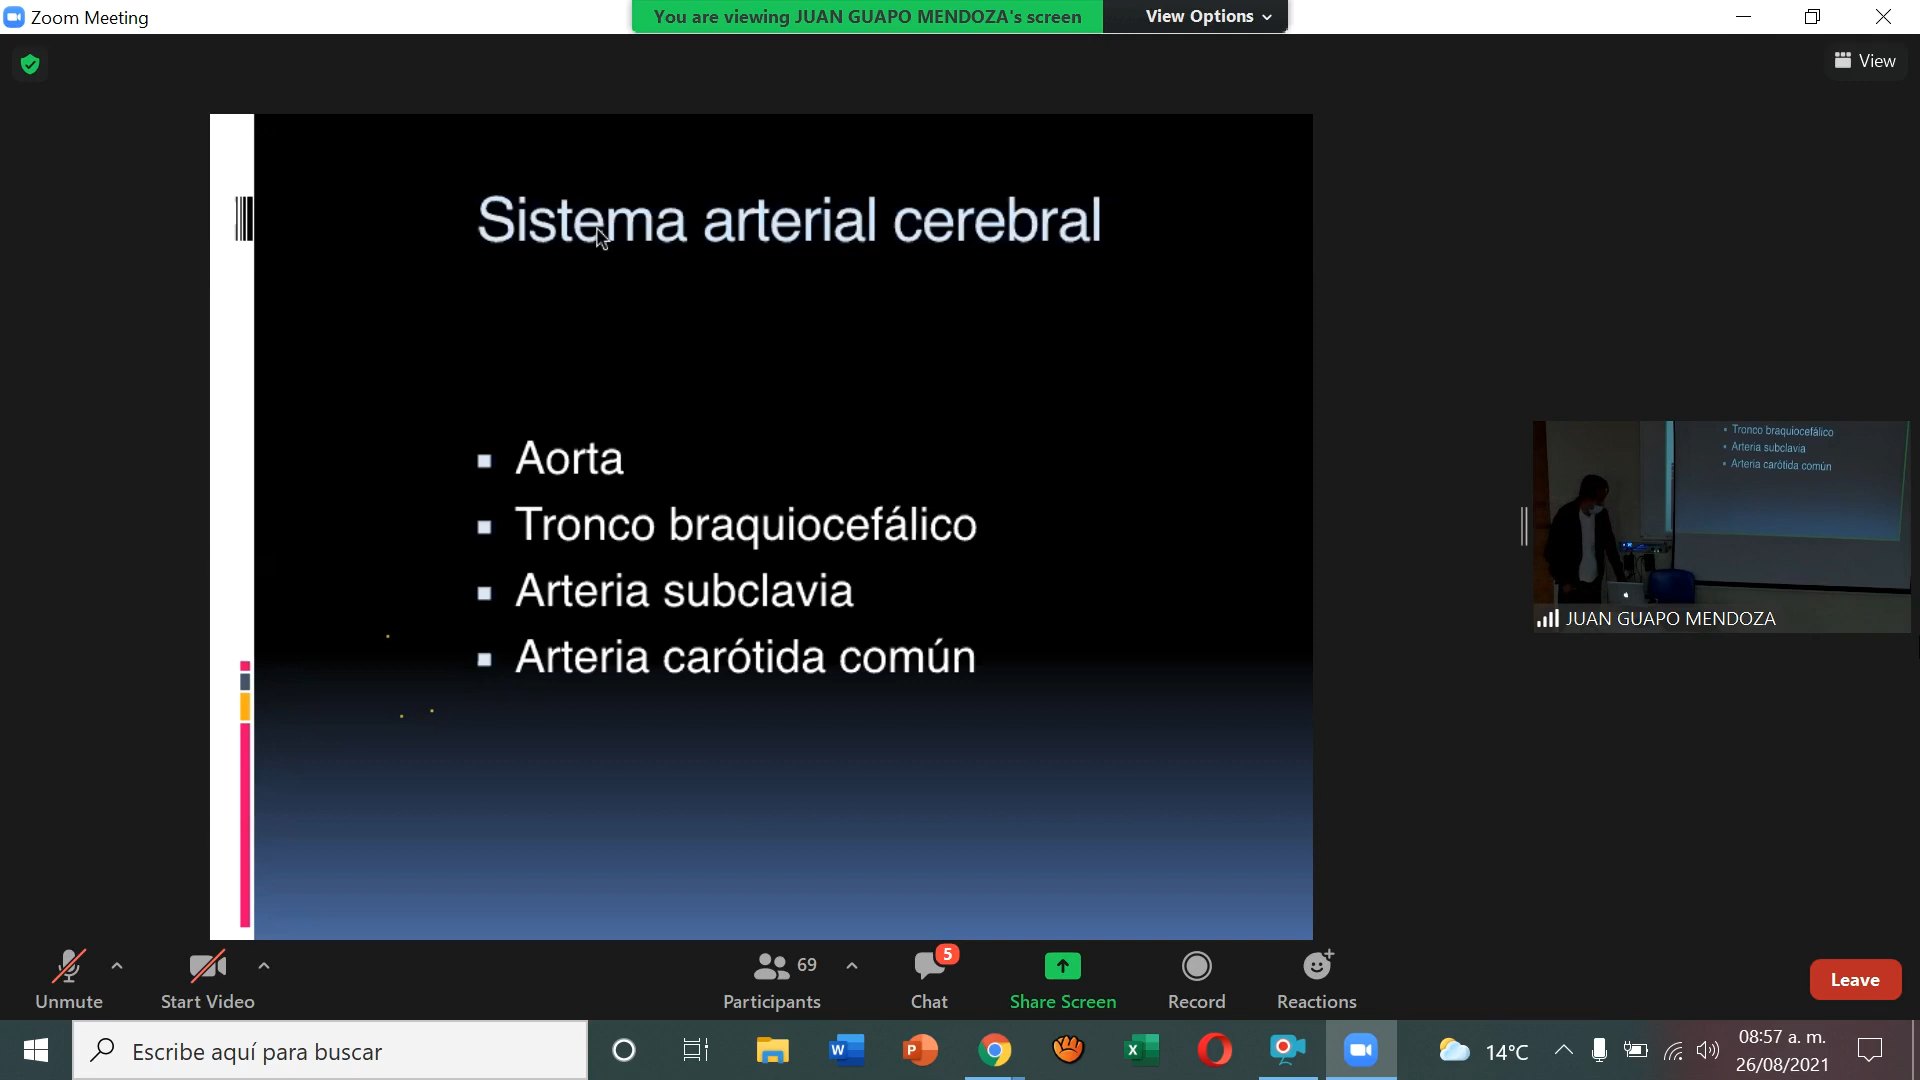 Zoom Meeting
You are viewing JUAN GUAPO MENDOZA's screen
View Options
View
Sistema arterial cerebral
Aorta
Tronco braquiocefálico
Arteria subclavia
Arteria carótida común
Tronco braquiocefálico
Arteria subclavia
Arteria carótida común
JUAN GUAPO MENDOZA
Unmute
Start Video
69
Participants
5
Chat
Share Screen
Record
Reactions
Leave
Escribe aquí para buscar
14°C
08:57 a. m.
26/08/2021